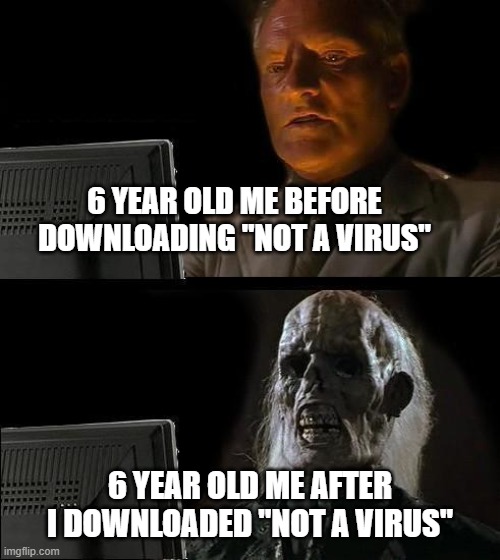 6 YEAR OLD ME BEFORE
DOWNLOADING "NOT A VIRUS"
6 YEAR OLD ME AFTER
I DOWNLOADED "NOT A VIRUS"
imgflip.com